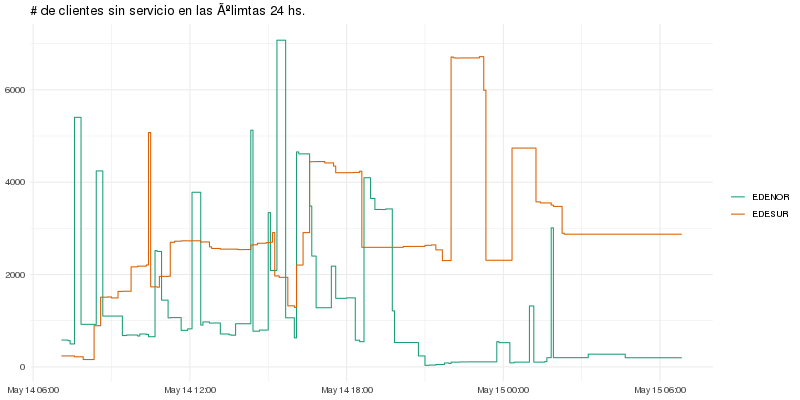 # de clientes sin servicio en las Ãºlimtas 24 hs.
6000
4000
2000
0
May 14 06:00
May 14 12:00
May 14 18:00
May 15 00:00
May 15 06:00
EDENOR
EDESUR